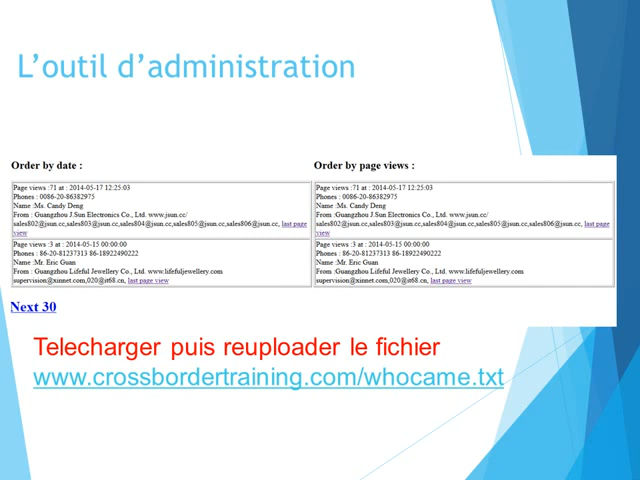 L’outil d’administration
Order by date :
Page views :71 at : 2014-05-17 12:25:03
Phones : 0086-20-86382975
Name :Ms. Candy Deng
From : Guangzhou J.Sun Electronics Co., Ltd. www.jsun.cc/
sales802@jsun.cc,sales803@jsun.cc,sales804@jsun.cc,sales805@jsun.cc,sales806@jsun.cc, last page
view
Page views :3 at : 2014-05-15 00:00:00
Phones : 86-20-81237313 86-18922490222
Name :Mr. Eric Guan
From : Guangzhou Lifeful Jewellery Co., Ltd. www.lifefuljewellery.com
supervision@xinnet.com,020@it68.cn, last page view
Next 30
Order by page views :
Page views :71 at : 2014-05-17 12:25:03
Phones : 0086-20-86382975
Name :Ms. Candy Deng
From :Guangzhou J.Sun Electronics Co., Ltd. www.jsun.cc/
sales802@jsun.cc,sales803@jsun.cc,sales804@jsun.cc,sales805@jsun.cc,sales806@jsun.cc, last page
view
Page views :3 at : 2014-05-15 00:00:00
Phones : 86-20-81237313 86-18922490222
Name :Mr. Eric Guan
From :Guangzhou Lifeful Jewellery Co., Ltd. www.lifefuljewellery.com
supervision@xinnet.com,020@it68.cn, last page view
Telecharger puis reuploader le fichier
www.crossbordertraining.com/whocame.txt